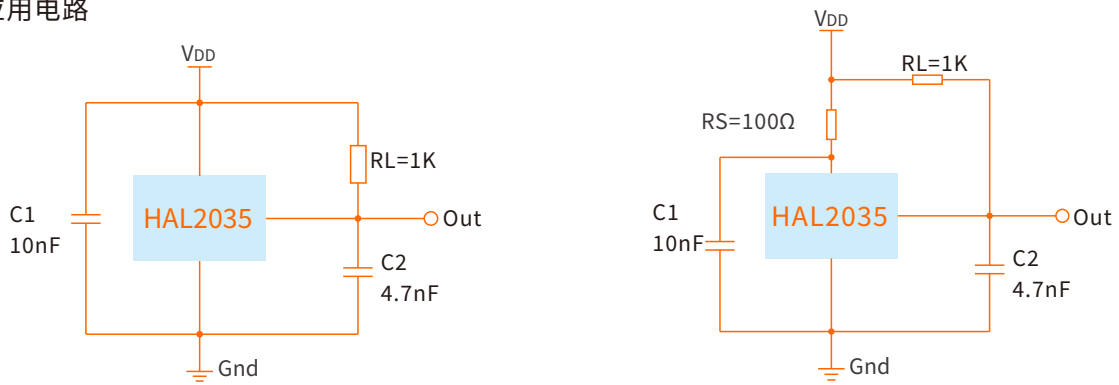 应用电路
VDD
RL=1K
HAL2035
C1
10nF
Out
C2
4.7nF
Gnd
VDD
RL=1K
RS=100Ω
HAL2035
C1
10nF
Out
C2
4.7nF
Gnd